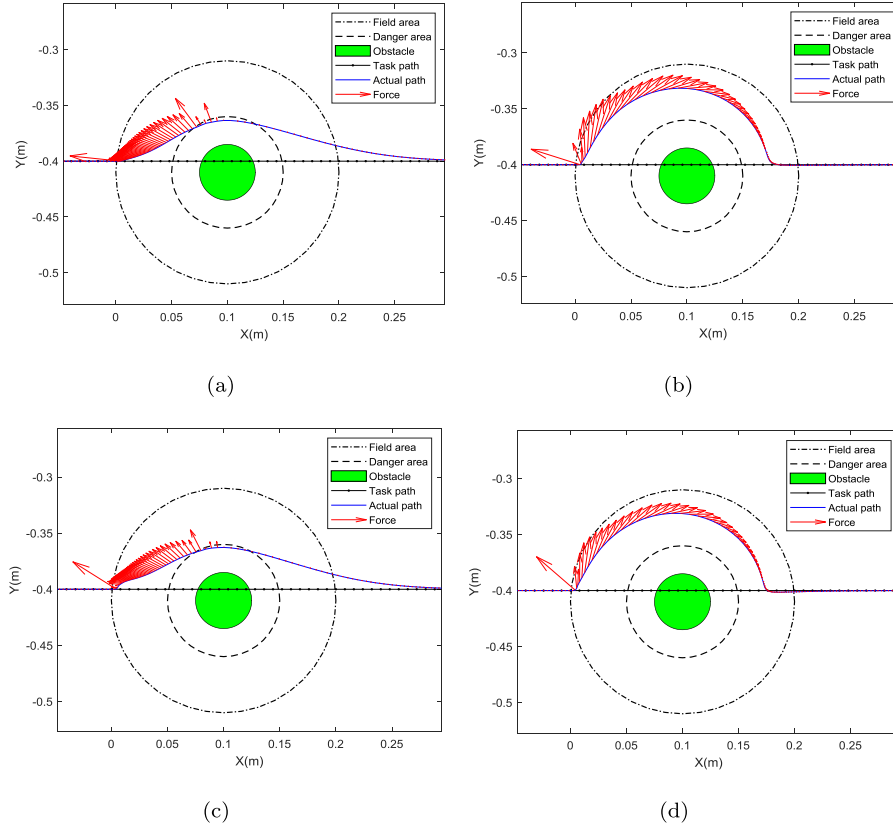 Field area
Danger area
Obstacle
Task path
Actual path
Force
-0.3
-0.35
-0.4
-0.45
-0.5
Y(m)
0
0.05
0.1
0.15
0.2
0.25
X(m)
(a)
Field area
Danger area
Obstacle
Task path
Actual path
Force
-0.3
-0.35
-0.4
-0.45
-0.5
Y(m)
0
0.05
0.1
0.15
0.2
0.25
X(m)
(b)
Field area
Danger area
Obstacle
Task path
Actual path
Force
-0.3
-0.35
-0.4
-0.45
-0.5
Y(m)
0
0.05
0.1
0.15
0.2
0.25
X(m)
(c)
Field area
Danger area
Obstacle
Task path
Actual path
Force
-0.3
-0.35
-0.4
-0.45
-0.5
Y(m)
0
0.05
0.1
0.15
0.2
0.25
X(m)
(d)